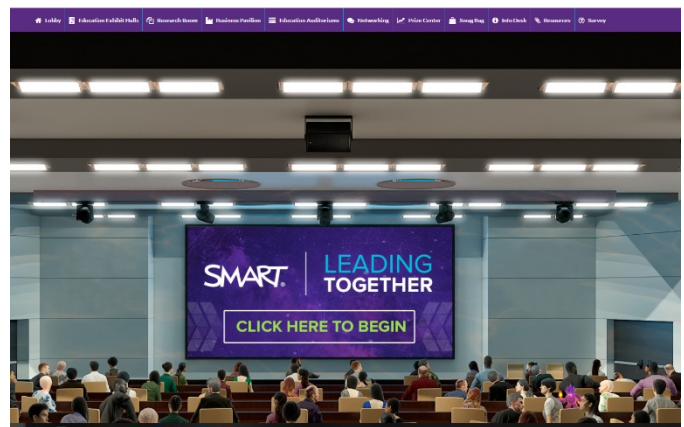 Lobby Education Exhibit Halls Research Room Business Pavilion Education Auditoriums Networking Prize Center Swag Bag Info Desk Resources Survey
SMART. LEADING
TOGETHER
CLICK HERE TO BEGIN